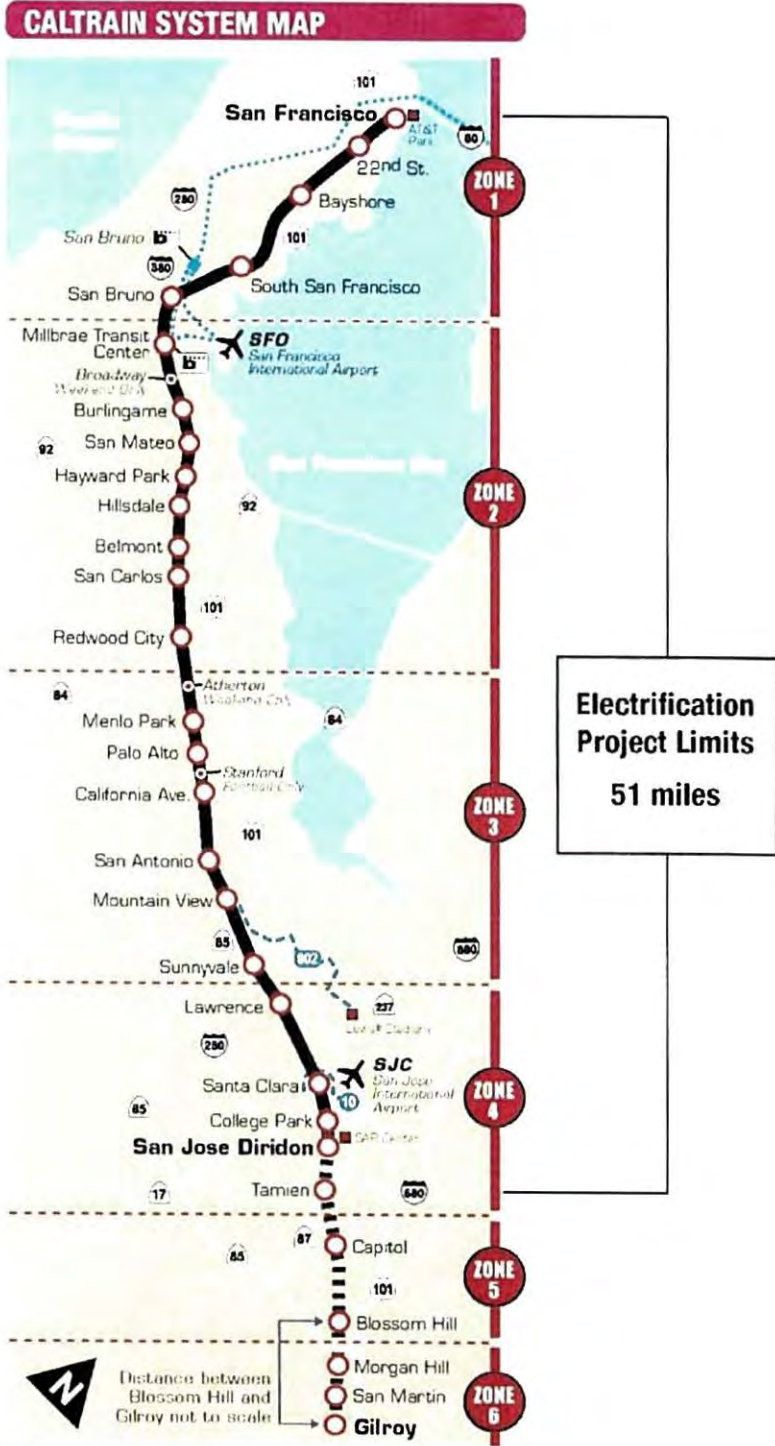 CALTRAIN SYSTEM MAP
101
San Francisco
AT&T
Park
80
22nd St.
ZONE
1
280
Bayshore
San Bruno
101
380
South San Francisco
San Bruno
Millbrae Transit
Center
SFO
San Francisco
International Airport
Broadway
Burlingame
92
San Mateo
Hayward Park
Hillsdale
92
ZONE
2
Belmont
San Carlos
101
Redwood City
84
Atherton
Menlo Park
84
Palo Alto
Stanford
Football Only
California Ave.
ZONE
3
101
San Antonio
Mountain View
85
Sunnyvale
902
Lawrence
237
280
Santa Clara
SJC
San Jose
International
Airport
10
85
College Park
ZONE
4
San Jose Diridon
SAP Center
17
Tamien
87
Capitol
85
ZONE
5
101
Blossom Hill
N
Distance between
Blossom Hill and
Gilroy not to scale
Morgan Hill
San Martin
Gilroy
ZONE
6
Electrification
Project Limits
51 miles